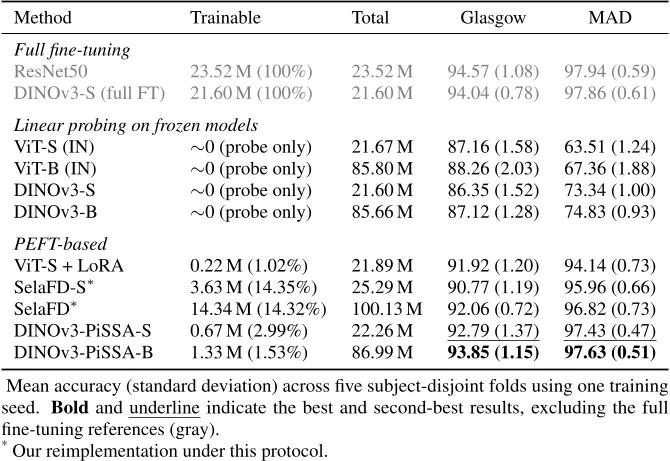 Method Trainable Total Glasgow MAD
Full fine-tuning
ResNet50 23.52 M (100%) 23.52 M 94.57 (1.08) 97.94 (0.59)
DINOv3-S (full FT) 21.60 M (100%) 21.60 M 94.04 (0.78) 97.86 (0.61)
Linear probing on frozen models
ViT-S (IN) ∼0 (probe only) 21.67 M 87.16 (1.58) 63.51 (1.24)
ViT-B (IN) ∼0 (probe only) 85.80 M 88.26 (2.03) 67.36 (1.88)
DINOv3-S ∼0 (probe only) 21.60 M 86.35 (1.52) 73.34 (1.00)
DINOv3-B ∼0 (probe only) 85.66 M 87.12 (1.28) 74.83 (0.93)
PEFT-based
ViT-S + LoRA 0.22 M (1.02%) 21.89 M 91.92 (1.20) 94.14 (0.73)
SelaFD-S* 3.63 M (14.35%) 25.29 M 90.77 (1.19) 95.96 (0.66)
SelaFD* 14.34 M (14.32%) 100.13 M 92.06 (0.72) 96.82 (0.73)
DINOv3-PiSSA-S 0.67 M (2.99%) 22.26 M 92.79 (1.37) 97.43 (0.47)
DINOv3-PiSSA-B 1.33 M (1.53%) 86.99 M 93.85 (1.15) 97.63 (0.51)
Mean accuracy (standard deviation) across five subject-disjoint folds using one training
seed. Bold and underline indicate the best and second-best results, excluding the full
fine-tuning references (gray).
* Our reimplementation under this protocol.